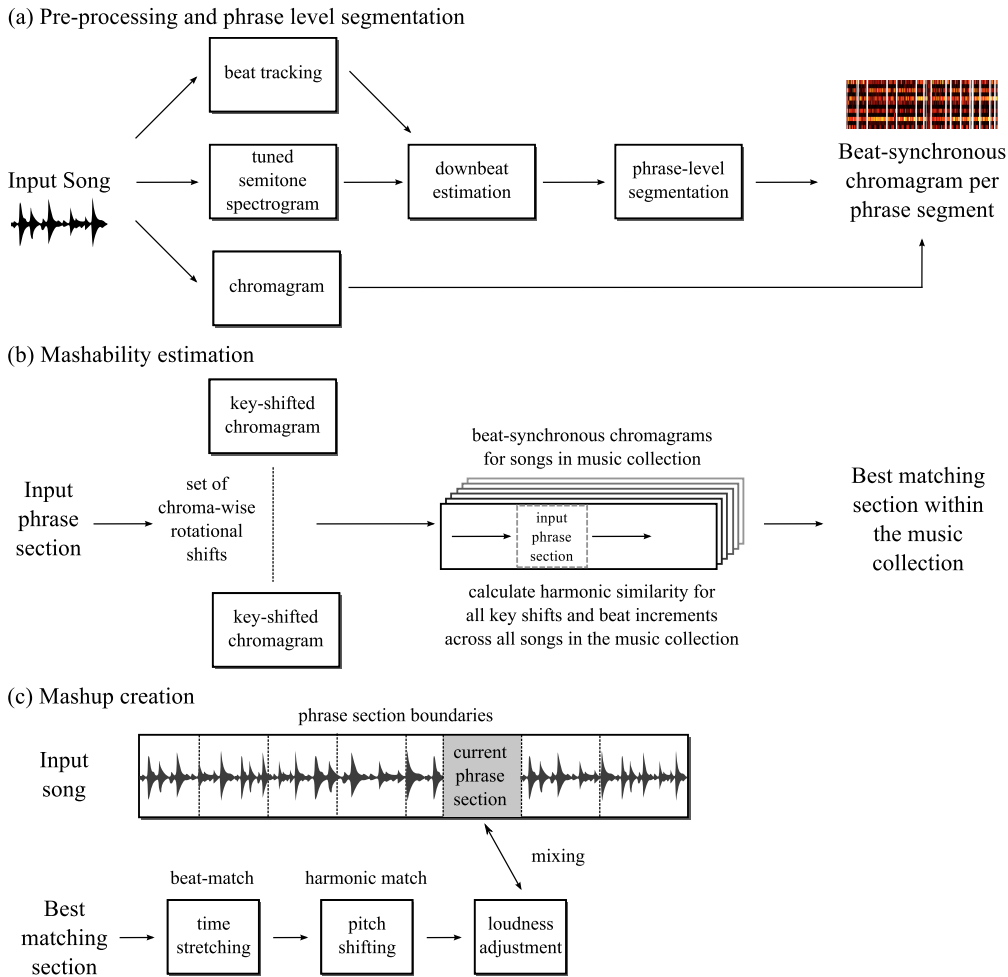 (a) Pre-processing and phrase level segmentation
beat tracking
Input Song
tuned
semitone
spectrogram
downbeat
estimation
phrase-level
segmentation
Beat-synchronous
chromagram per
phrase segment
chromagram
(b) Mashability estimation
key-shifted
chromagram
Input
phrase
section
set of
chroma-wise
rotational
shifts
key-shifted
chromagram
beat-synchronous chromagrams
for songs in music collection
input
phrase
section
calculate harmonic similarity for
all key shifts and beat increments
across all songs in the music collection
Best matching
section within
the music
collection
(c) Mashup creation
phrase section boundaries
Input
song
current
phrase
section
mixing
Best
matching
section
beat-match
time
stretching
harmonic match
pitch
shifting
loudness
adjustment